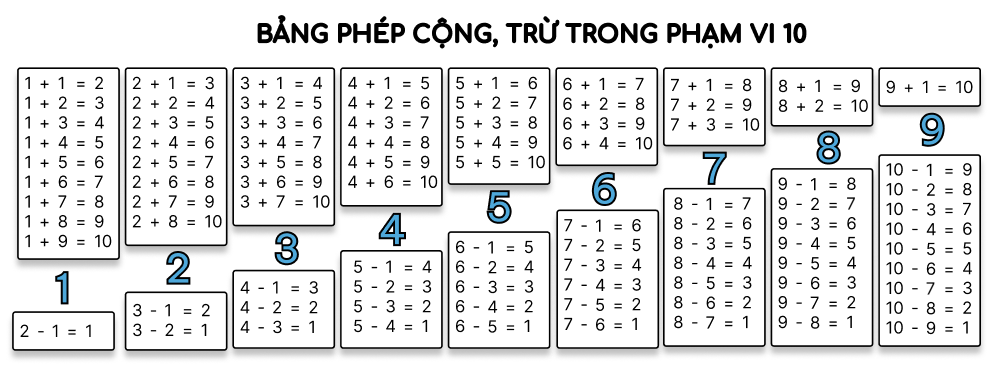 BẢNG PHÉP CỘNG, TRỪ TRONG PHẠM VI 10
1 + 1 = 2
1 + 2 = 3
1 + 3 = 4
1 + 4 = 5
1 + 5 = 6
1 + 6 = 7
1 + 7 = 8
1 + 8 = 9
1 + 9 = 10
1
2 - 1 = 1
2 + 1 = 3
2 + 2 = 4
2 + 3 = 5
2 + 4 = 6
2 + 5 = 7
2 + 6 = 8
2 + 7 = 9
2 + 8 = 10
2
3 - 1 = 2
3 - 2 = 1
3 + 1 = 4
3 + 2 = 5
3 + 3 = 6
3 + 4 = 7
3 + 5 = 8
3 + 6 = 9
3 + 7 = 10
3
4 - 1 = 3
4 - 2 = 2
4 - 3 = 1
4 + 1 = 5
4 + 2 = 6
4 + 3 = 7
4 + 4 = 8
4 + 5 = 9
4 + 6 = 10
4
5 - 1 = 4
5 - 2 = 3
5 - 3 = 2
5 - 4 = 1
5 + 1 = 6
5 + 2 = 7
5 + 3 = 8
5 + 4 = 9
5 + 5 = 10
5
6 - 1 = 5
6 - 2 = 4
6 - 3 = 3
6 - 4 = 2
6 - 5 = 1
6 + 1 = 7
6 + 2 = 8
6 + 3 = 9
6 + 4 = 10
6
7 - 1 = 6
7 - 2 = 5
7 - 3 = 4
7 - 4 = 3
7 - 5 = 2
7 - 6 = 1
7 + 1 = 8
7 + 2 = 9
7 + 3 = 10
7
8 - 1 = 7
8 - 2 = 6
8 - 3 = 5
8 - 4 = 4
8 - 5 = 3
8 - 6 = 2
8 - 7 = 1
8 + 1 = 9
8 + 2 = 10
8
9 - 1 = 8
9 - 2 = 7
9 - 3 = 6
9 - 4 = 5
9 - 5 = 4
9 - 6 = 3
9 - 7 = 2
9 - 8 = 1
9 + 1 = 10
9
10 - 1 = 9
10 - 2 = 8
10 - 3 = 7
10 - 4 = 6
10 - 5 = 5
10 - 6 = 4
10 - 7 = 3
10 - 8 = 2
10 - 9 = 1